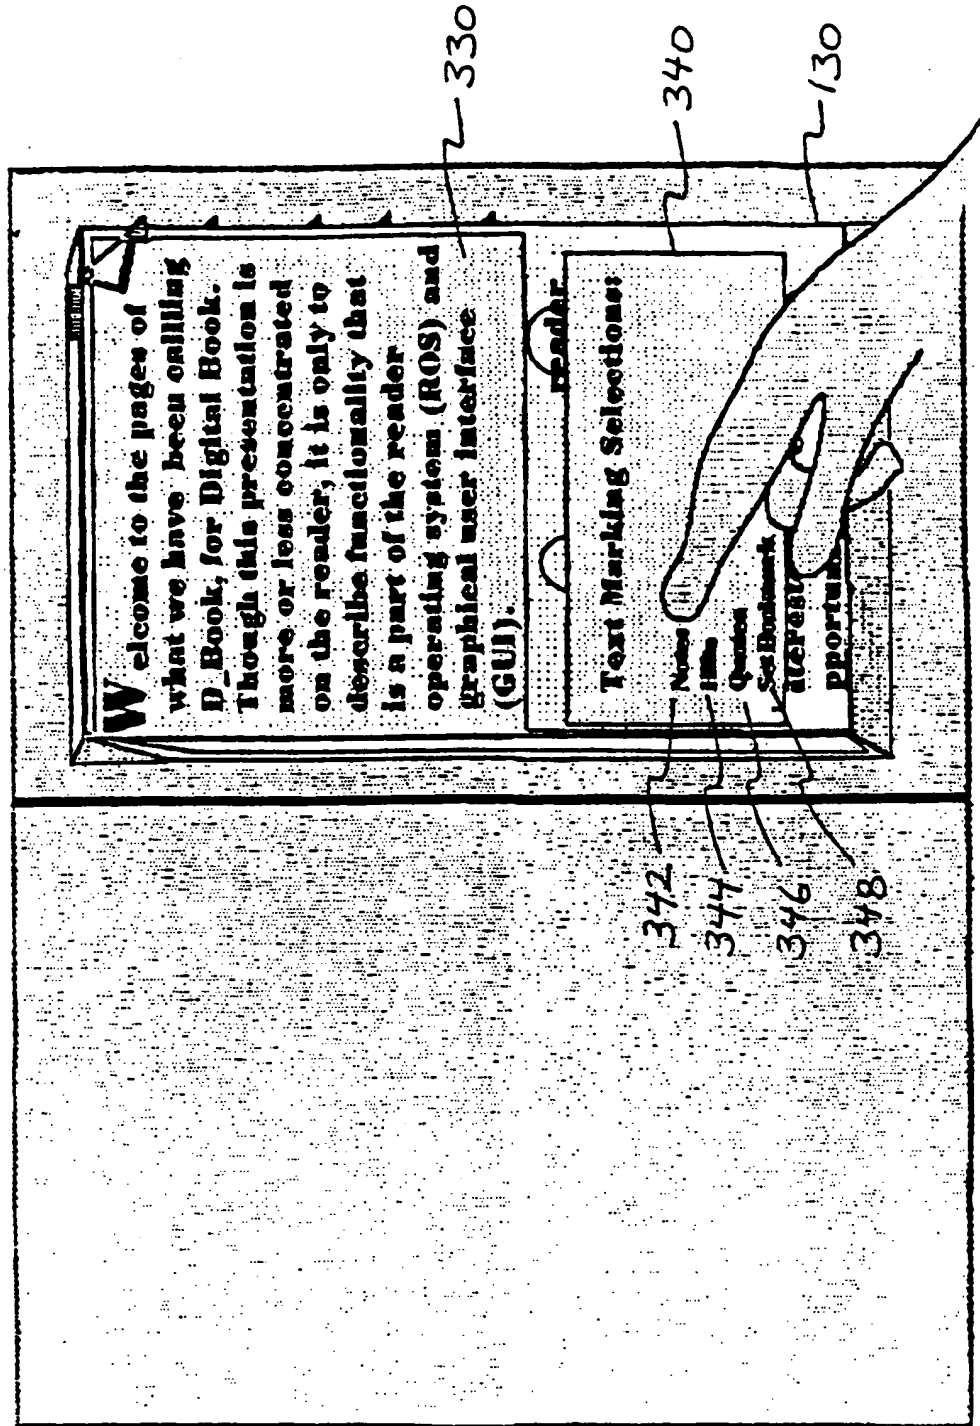 Welcome to the pages of
what we have been calling
D_Book, for Digital Book.
Though this presentation is
more or less concentrated
on the reader, it is only to
describe functionality that
is a part of the reader
operating system (ROS) and
graphical user interface
(GUI).
reader
Text Marking Selections:
Notes
Quotes
Set Bookmark
330
340
130
342
344
346
348